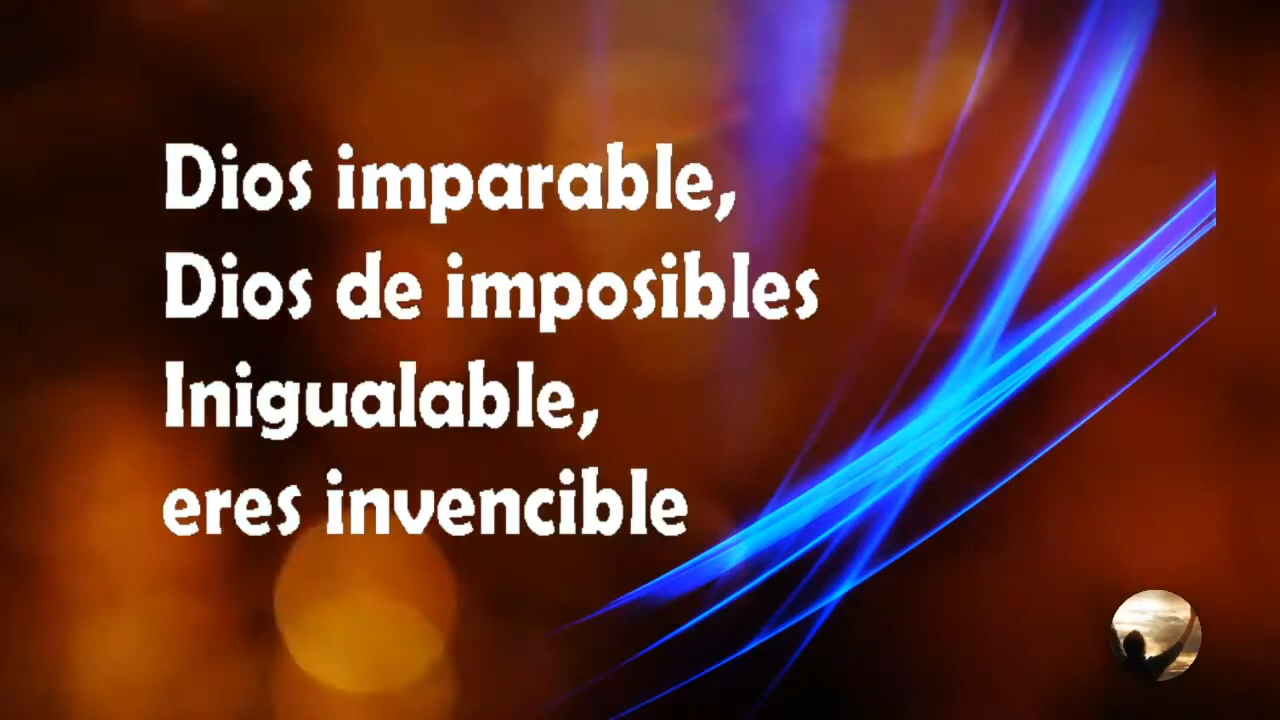 Dios imparable,
Dios de imposibles
Inigualable,
eres invencible